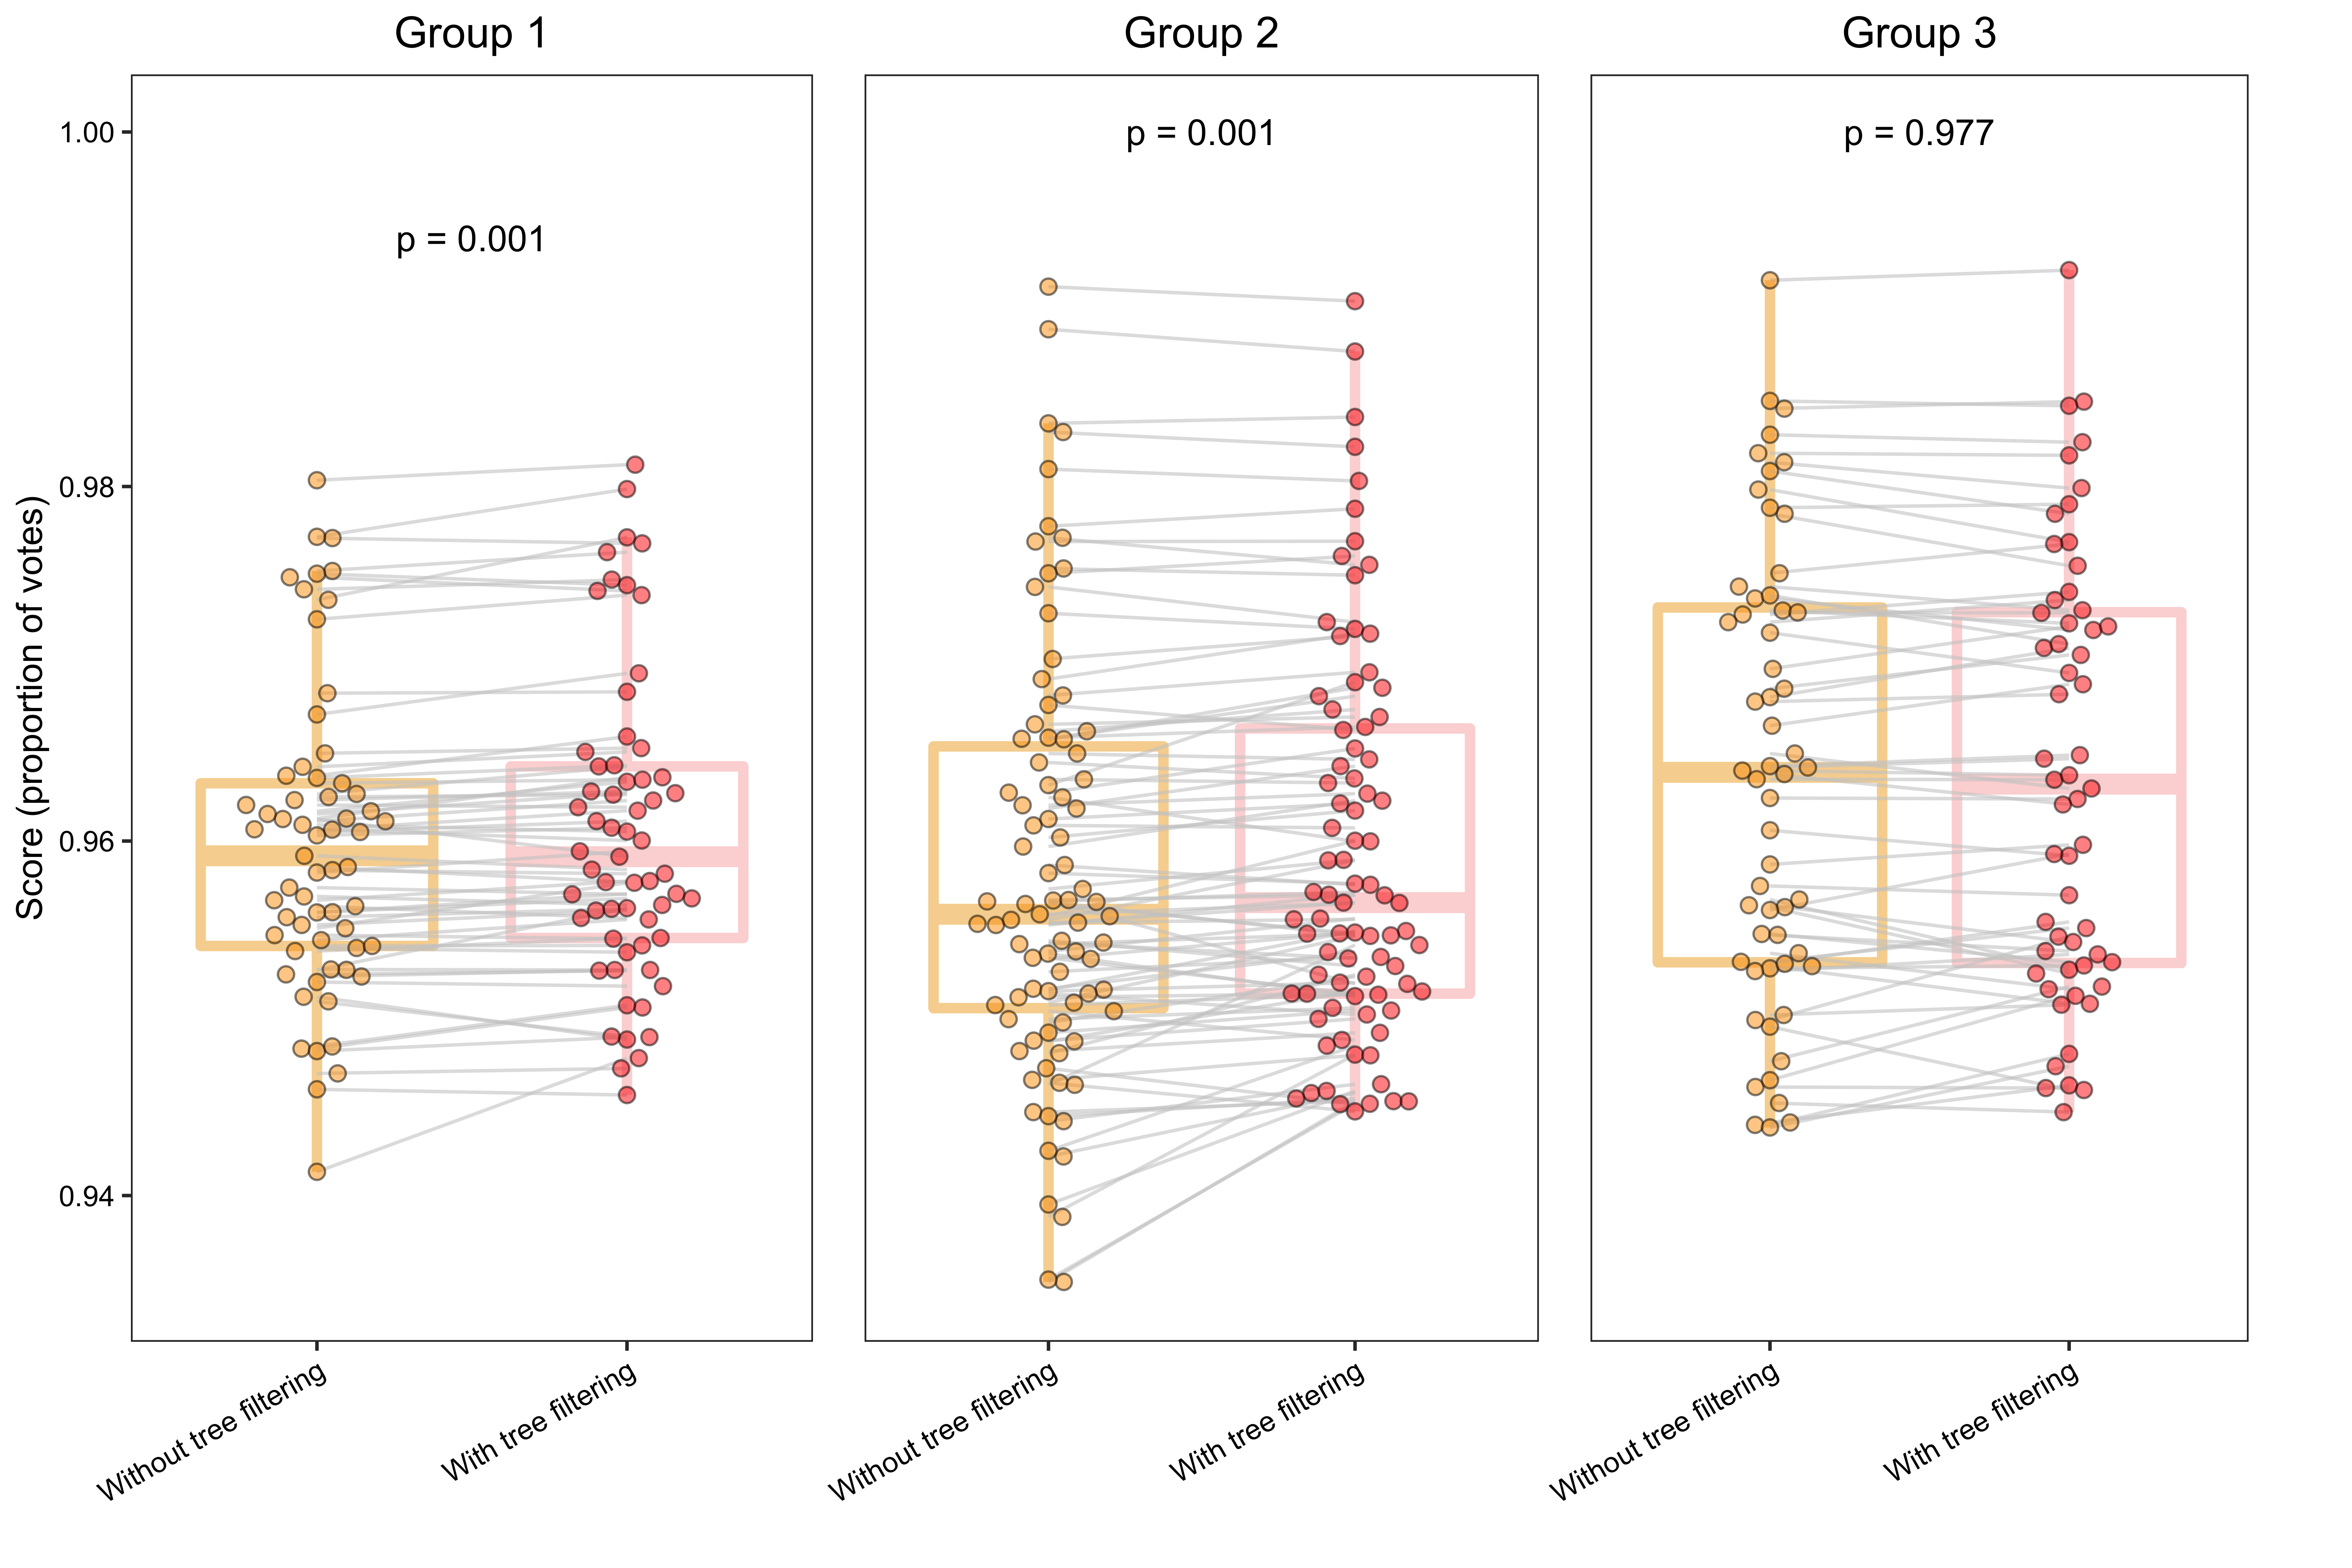 Group 1
Group 2
Group 3
p = 0.001
p = 0.001
p = 0.977
Score (proportion of votes)
1.00
0.98
0.96
0.94
Without tree filtering
With tree filtering
Without tree filtering
With tree filtering
Without tree filtering
With tree filtering